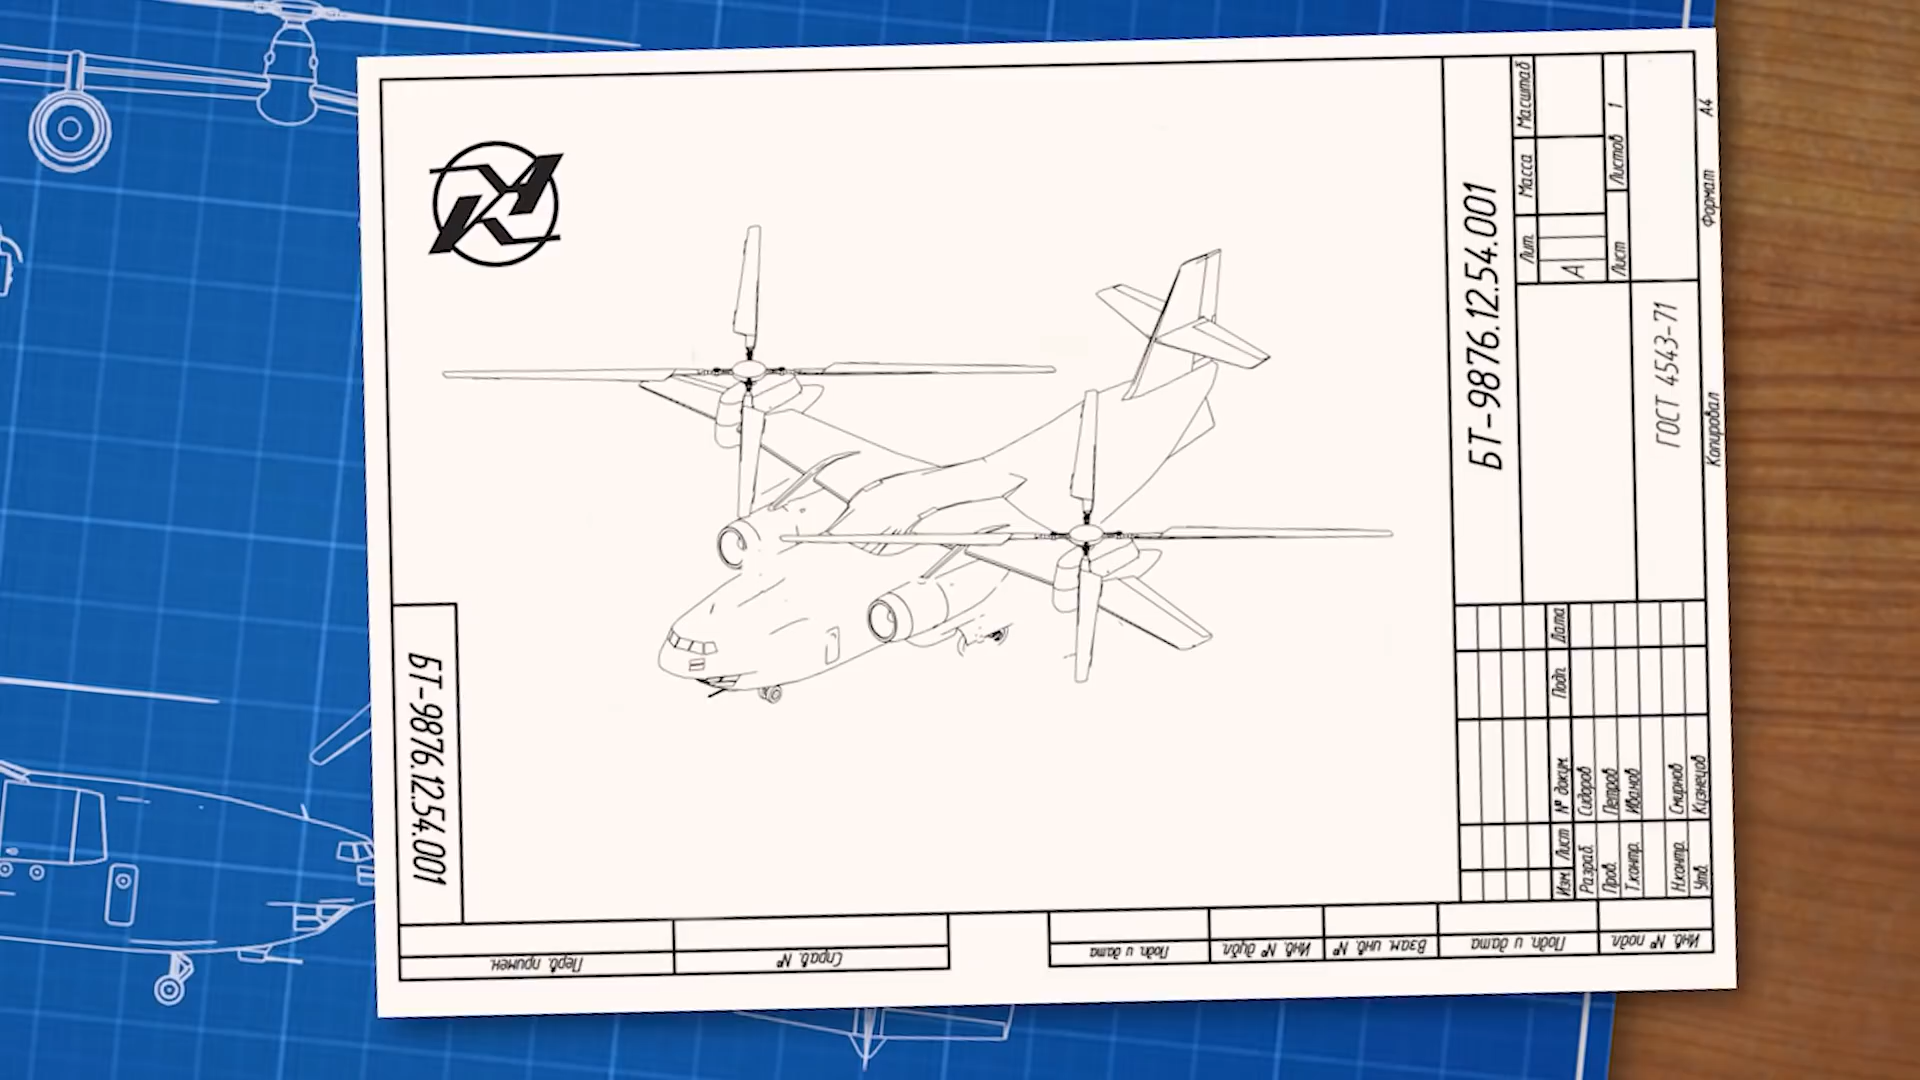 БТ-9876.12.54.001
Лит.
Масса
Масштаб
А
Лист
Листов 1
ГОСТ 4543-71
Копировал
Формат
А4
Изм.
Лист
№ докум.
Подп.
Дата
Разраб.
Сидоров
Пров.
Петров
Т.контр.
Иванов
Н.контр.
Смирнов
Утв.
Кузнецов
БТ-9876.12.54.001
Перв. примен.
Справ. №
Подп. и дата
Инв. № дубл.
Взам. инв. №
Подп. и дата
Инв. № подл.